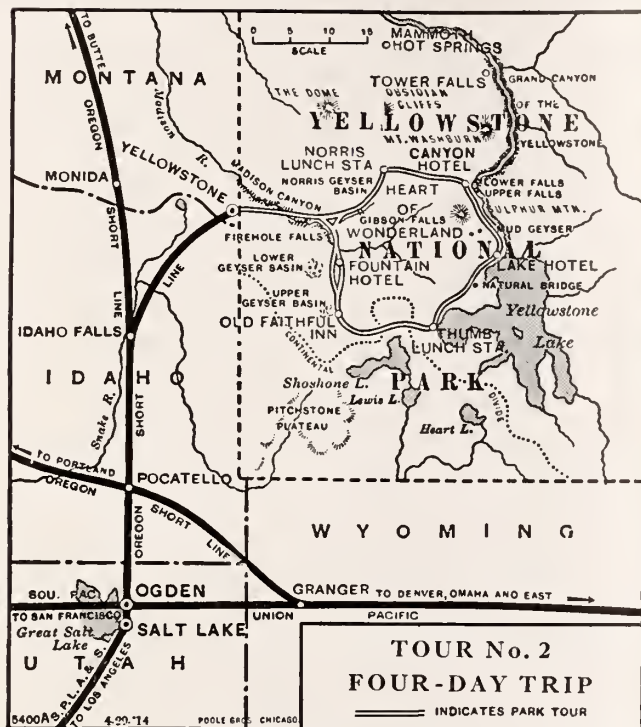 TO BUTTE
0 5 10 15
SCALE
MAMMOTH
HOT SPRINGS
MONTANA
TOWER FALLS
GRAND CANYON
OF THE
YELLOWSTONE
THE DOME
OBSIDIAN
CLIFFS
OREGON
Madison
R.
YELLOWSTONE
MT. WASHBURN
YELLOWSTONE
NORRIS
LUNCH STA
CANYON
HOTEL
MONIDA
MADISON CANYON
NORRIS GEYSER
BASIN
HEART
OF
WONDERLAND
LOWER FALLS
UPPER FALLS
SHORT
GIBSON FALLS
SULPHUR MTN.
MUD GEYSER
FIREHOLE FALLS
NATIONAL
LINE
LINE
LOWER
GEYSER BASIN
FOUNTAIN
HOTEL
LAKE HOTEL
NATURAL BRIDGE
UPPER
GEYSER BASIN
OLD FAITHFUL
INN
Yellowstone
Lake
IDAHO FALLS
THUMB
LUNCH STA.
CONTINENTAL
DIVIDE
IDAHO
Shoshone L.
Lewis L.
PARK
Snake R.
SHORT
PITCHSTONE
PLATEAU
Heart L.
TO PORTLAND
OREGON
POCATELLO
SHORT
LINE
WYOMING
OREGON
SOU. PAC.
OGDEN
GRANGER
TO DENVER, OMAHA AND EAST
TO SAN FRANCISCO
UNION
PACIFIC
Great Salt
Lake
SALT LAKE
UTAH
S.P.L.A.& S.L.
TO LOS ANGELES
TOUR No. 2
FOUR-DAY TRIP
INDICATES PARK TOUR
5400A
4-29-'14
POOLE BROS. CHICAGO.